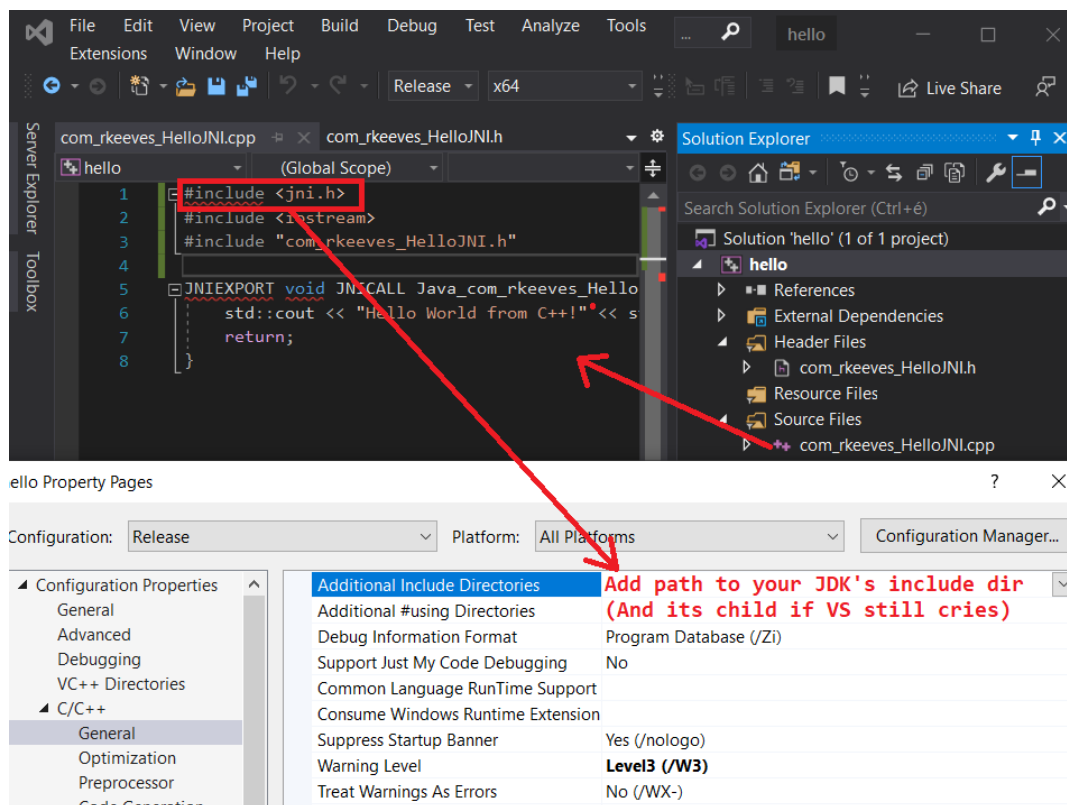 File Edit View Project Build Debug Test Analyze Tools
Extensions Window Help
... hello
Release x64 Live Share
Server Explorer
Toolbox
com_rkeeves_HelloJNI.cpp com_rkeeves_HelloJNI.h
hello (Global Scope)
1 #include <jni.h>
2 #include <iostream>
3 #include "com_rkeeves_HelloJNI.h"
4
5 JNIEXPORT void JNICALL Java_com_rkeeves_Hello
6 std::cout << "Hello World from C++!" << s
7 return;
8 }
Solution Explorer
Search Solution Explorer (Ctrl+é)
Solution 'hello' (1 of 1 project)
hello
References
External Dependencies
Header Files
com_rkeeves_HelloJNI.h
Resource Files
Source Files
com_rkeeves_HelloJNI.cpp
ello Property Pages ?
Configuration: Release Platform: All Platforms Configuration Manager...
Configuration Properties
General
Advanced
Debugging
VC++ Directories
C/C++
General
Optimization
Preprocessor
Additional Include Directories Add path to your JDK's include dir
Additional #using Directories (And its child if VS still cries)
Debug Information Format Program Database (/Zi)
Support Just My Code Debugging No
Common Language RunTime Support
Consume Windows Runtime Extension
Suppress Startup Banner Yes (/nologo)
Warning Level Level3 (/W3)
Treat Warnings As Errors No (/WX-)